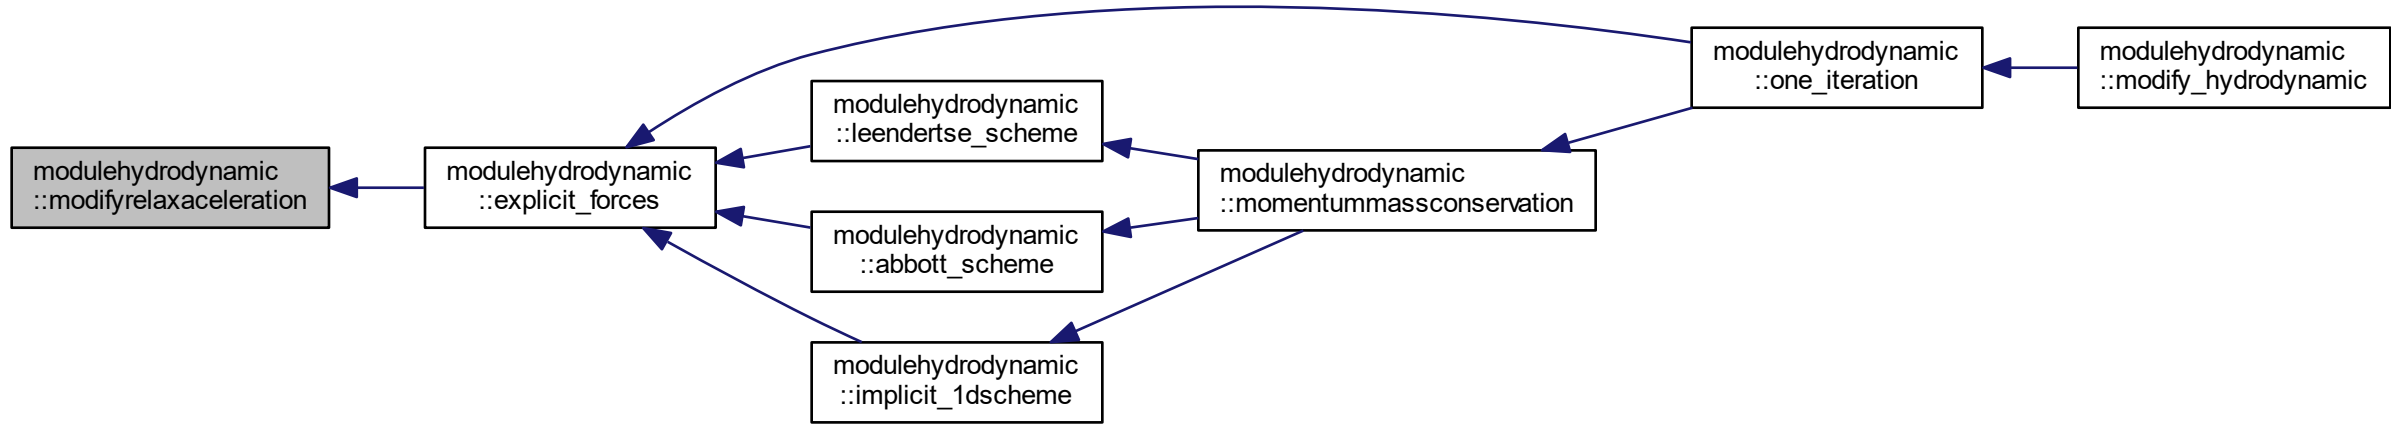 modulehydrodynamic
::modifyrelaxaceleration
modulehydrodynamic
::explicit_forces
modulehydrodynamic
::leendertse_scheme
modulehydrodynamic
::abbott_scheme
modulehydrodynamic
::implicit_1dscheme
modulehydrodynamic
::momentummassconservation
modulehydrodynamic
::one_iteration
modulehydrodynamic
::modify_hydrodynamic